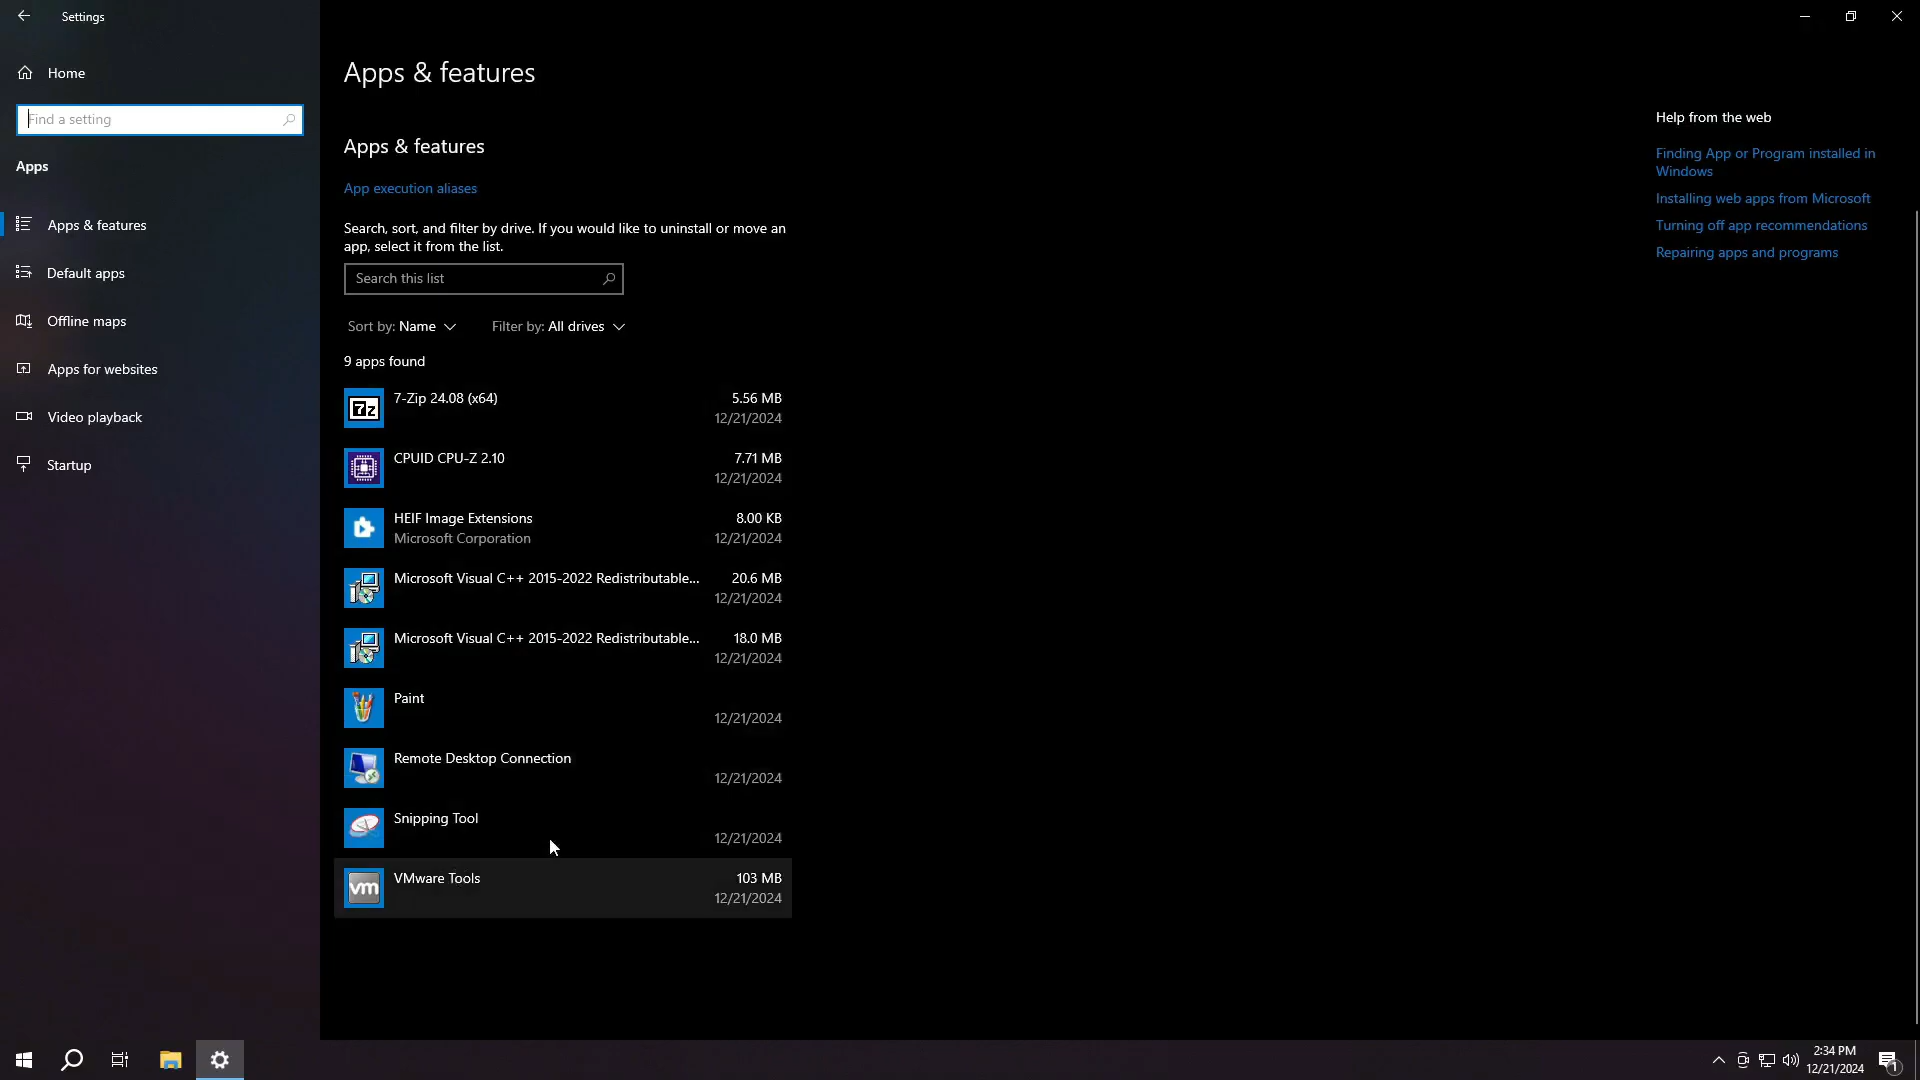 Settings
Home
Find a setting
Apps
Apps & features
Default apps
Offline maps
Apps for websites
Video playback
Startup
Apps & features
Apps & features
App execution aliases
Search, sort, and filter by drive. If you would like to uninstall or move an
app, select it from the list.
Search this list
Sort by: Name
Filter by: All drives
9 apps found
7z
7-Zip 24.08 (x64)
5.56 MB
12/21/2024
CPUID CPU-Z 2.10
7.71 MB
12/21/2024
HEIF Image Extensions
8.00 KB
Microsoft Corporation
12/21/2024
Microsoft Visual C++ 2015-2022 Redistributable...
20.6 MB
12/21/2024
Microsoft Visual C++ 2015-2022 Redistributable...
18.0 MB
12/21/2024
Paint
12/21/2024
Remote Desktop Connection
12/21/2024
Snipping Tool
12/21/2024
vm
VMware Tools
103 MB
12/21/2024
Help from the web
Finding App or Program installed in
Windows
Installing web apps from Microsoft
Turning off app recommendations
Repairing apps and programs
2:34 PM
12/21/2024
1